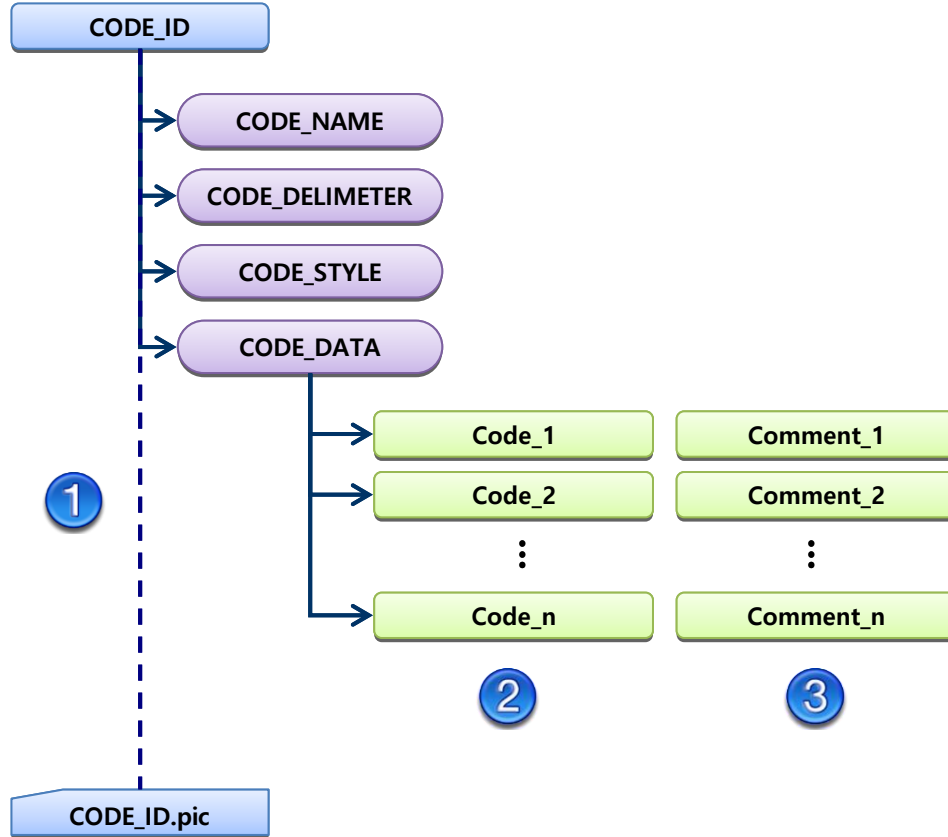 CODE_ID
CODE_NAME
CODE_DELIMETER
CODE_STYLE
CODE_DATA
Code_1 Comment_1
1
Code_2 Comment_2
Code_n Comment_n
2 3
CODE_ID.pic